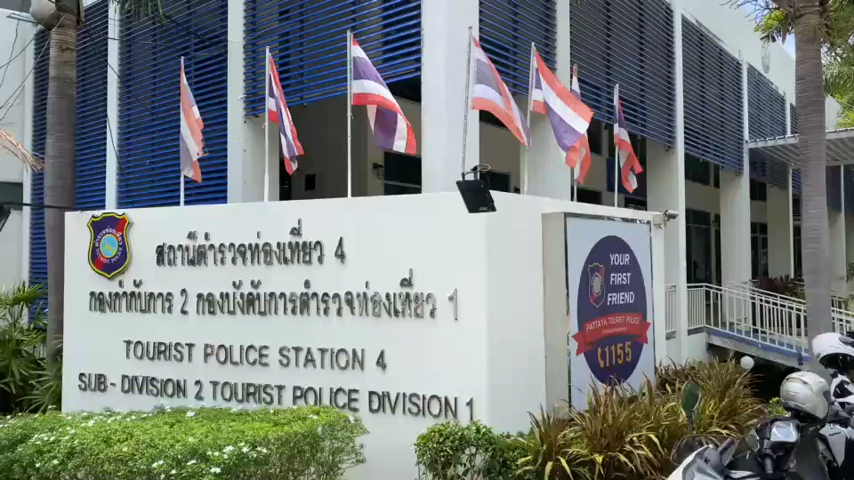 สถานีตำรวจท่องเที่ยว 4
กองกำกับการ 2 กองบังคับการตำรวจท่องเที่ยว 1
TOURIST POLICE STATION 4
SUB-DIVISION 2 TOURIST POLICE DIVISION 1
YOUR
FIRST
FRIEND
PATTAYA TOURIST POLICE
1155